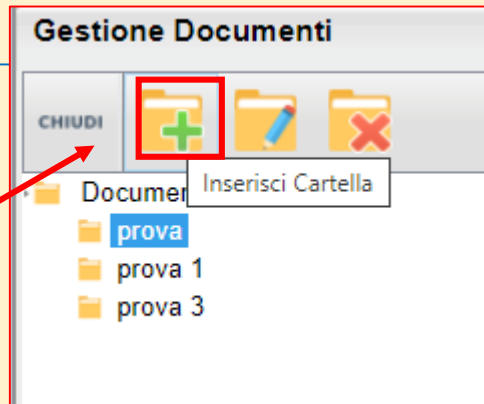 Gestione Documenti
CHIUDI
Inserisci Cartella
prova
prova 1
prova 3